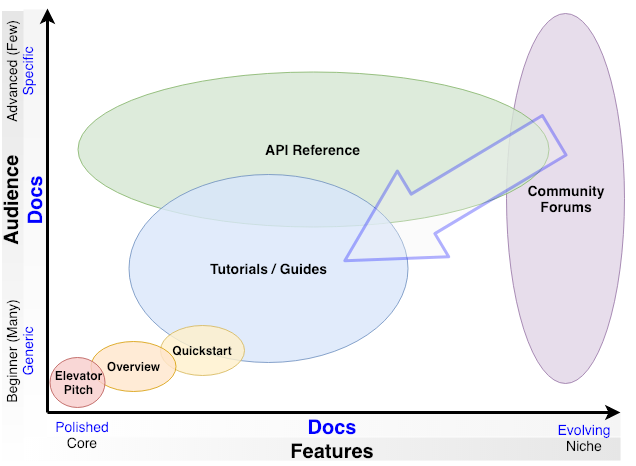 Advanced (Few)
Specific
Audience
Docs
Beginner (Many)
Generic
API Reference
Community
Forums
Tutorials / Guides
Quickstart
Overview
Elevator
Pitch
Polished
Core
Docs
Features
Evolving
Niche